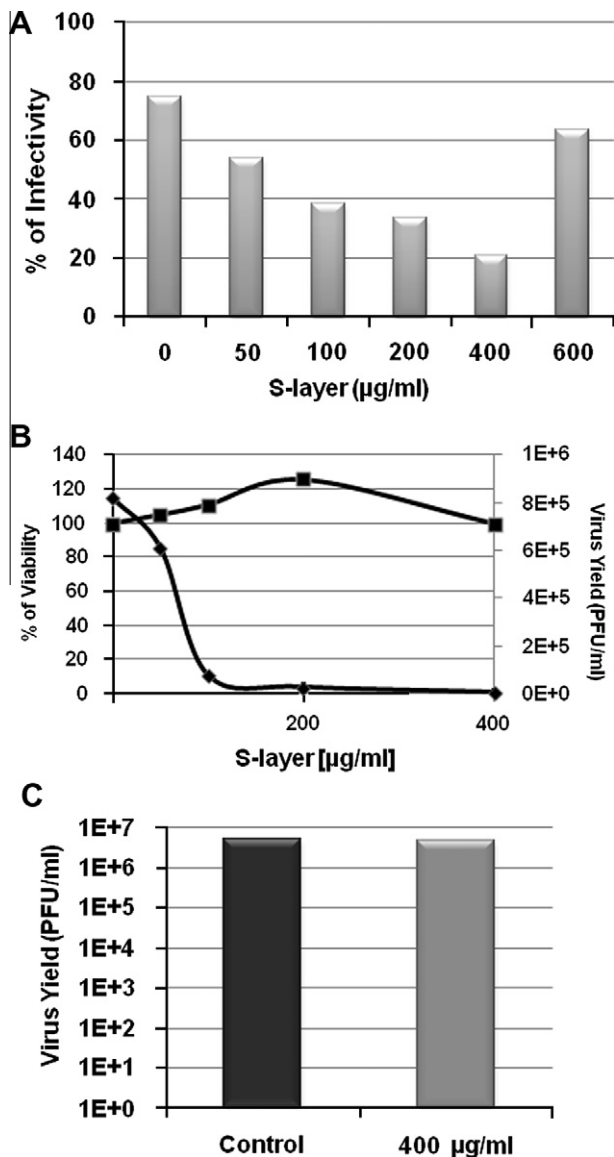 A
% of Infectivity
100
80
60
40
20
0
0 50 100 200 400 600
S-layer (µg/ml)
B
% of Viability
140
120
100
80
60
40
20
0
1E+6
8E+5
6E+5
4E+5
2E+5
0E+0
Virus Yield (PFU/ml)
200 400
S-layer [µg/ml]
C
Virus Yield (PFU/ml)
1E+7
1E+6
1E+5
1E+4
1E+3
1E+2
1E+1
1E+0
Control 400 µg/ml